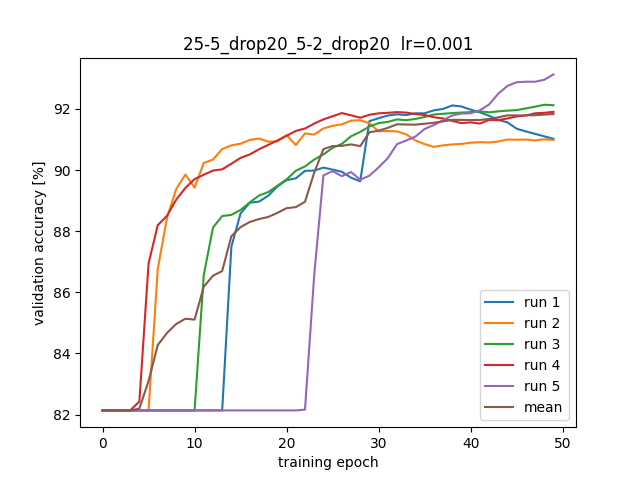 25-5_drop20_5-2_drop20 lr=0.001
validation accuracy [%]
92
90
88
86
84
82
0 10 20 30 40 50
training epoch
run 1
run 2
run 3
run 4
run 5
mean